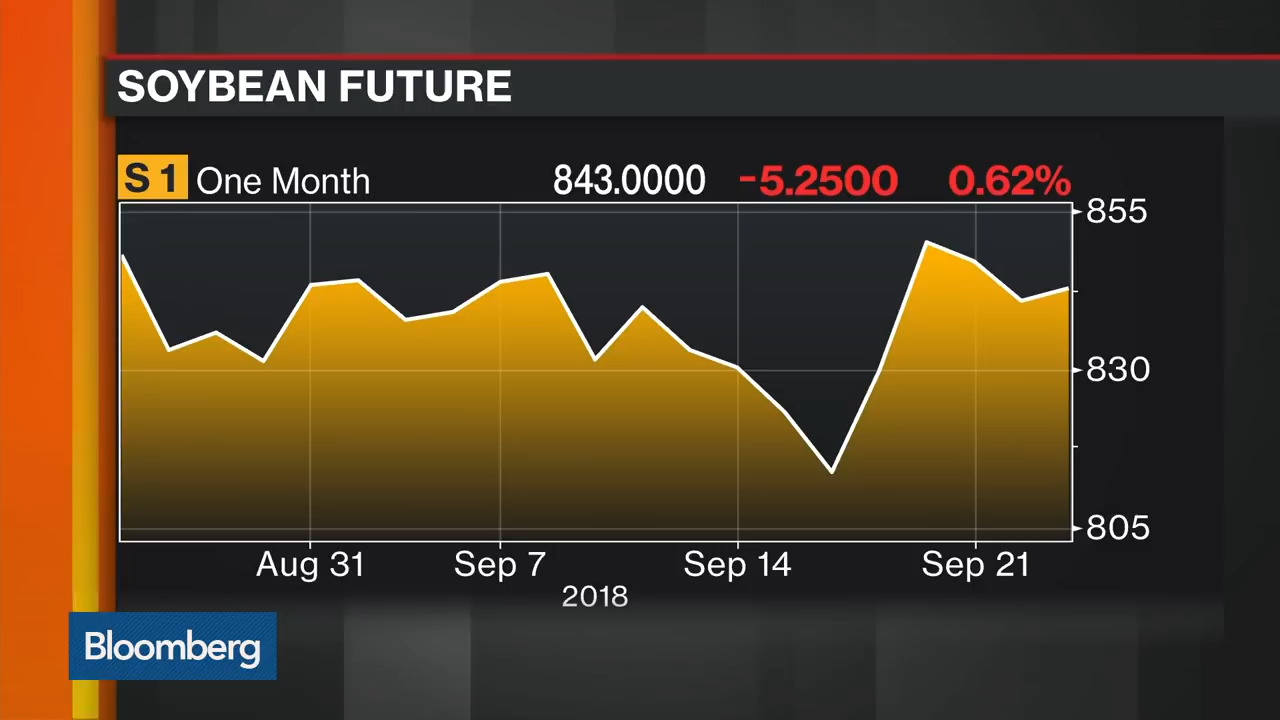 SOYBEAN FUTURE
S 1 One Month 843.0000 -5.2500 0.62%
855
830
805
Aug 31 Sep 7 Sep 14 Sep 21
2018
Bloomberg